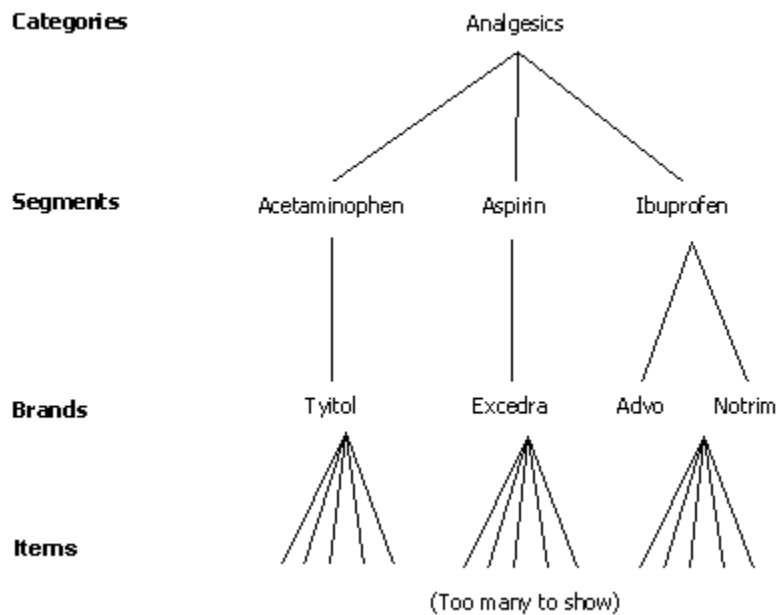 Categories Analgesics
Segments Acetaminophen Aspirin Ibuprofen
Brands Tyitol Excedra Advo Notrim
Items
(Too many to show)